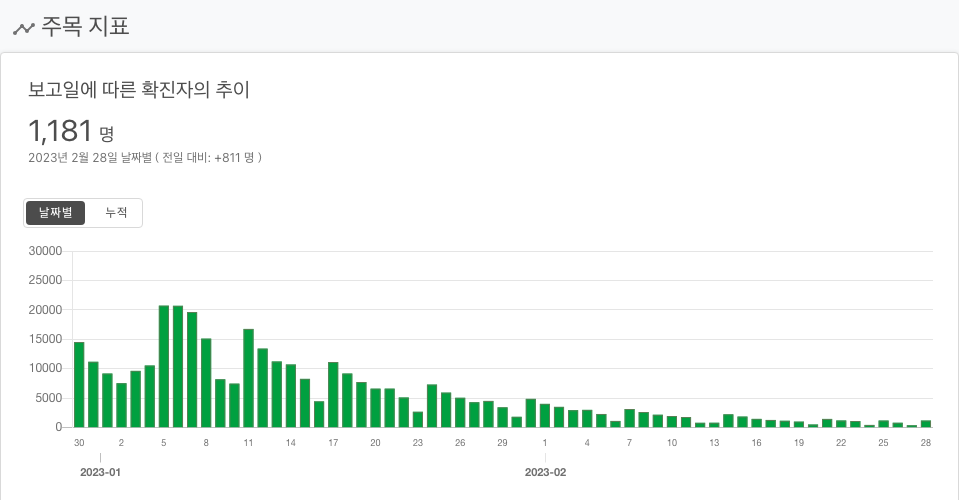 주목 지표
보고일에 따른 확진자의 추이
1,181 명
2023년 2월 28일 날짜별 ( 전일 대비: +811 명 )
날짜별 누적
30000
25000
20000
15000
10000
5000
0
30 2 5 8 11 14 17 20 23 26 29 1 4 7 10 13 16 19 22 25 28
2023-01 2023-02